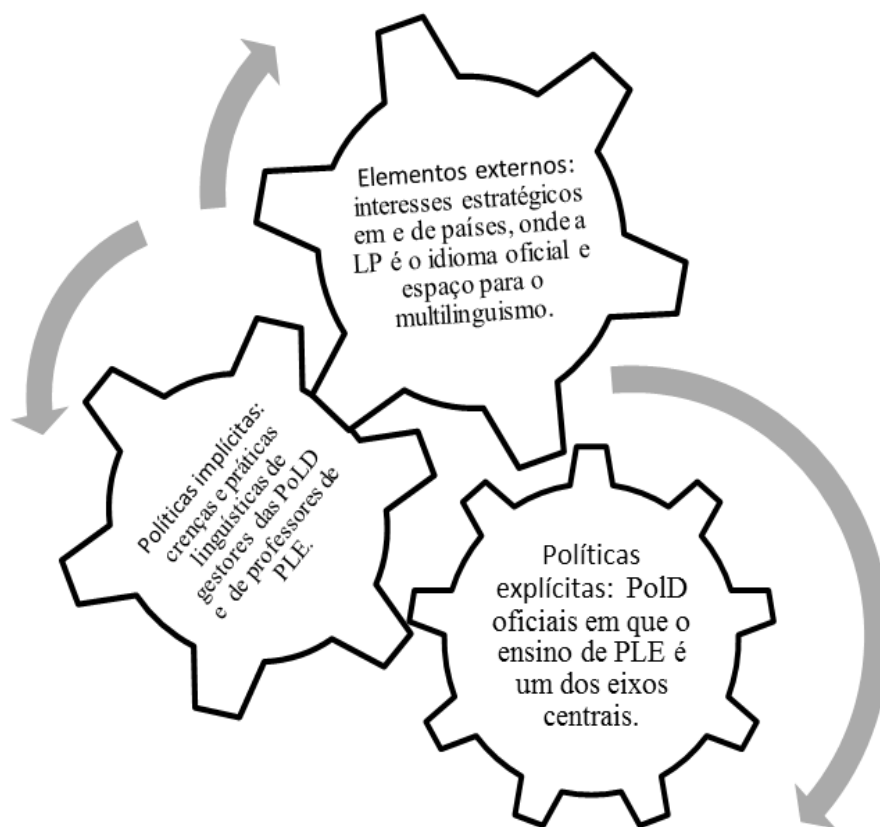 Elementos externos:
interesses estratégicos
em e de países, onde a
LP é o idioma oficial e
espaço para o
multilinguismo.
Políticas implícitas:
crenças e práticas
linguísticas de
gestores das PoLD
e de professores de
PLE.
Políticas
explícitas: PolD
oficiais em que o
ensino de PLE é
um dos eixos
centrais.